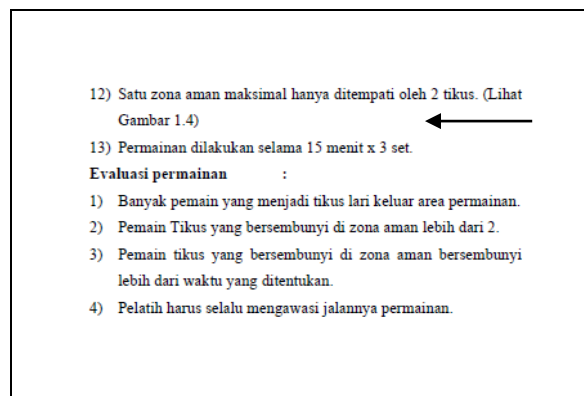 12) Satu zona aman maksimal hanya ditempati oleh 2 tikus. (Lihat
Gambar 1.4)
13) Permainan dilakukan selama 15 menit x 3 set.
Evaluasi permainan :
1) Banyak pemain yang menjadi tikus lari keluar area permainan.
2) Pemain Tikus yang bersembunyi di zona aman lebih dari 2.
3) Pemain tikus yang bersembunyi di zona aman bersembunyi
lebih dari waktu yang ditentukan.
4) Pelatih harus selalu mengawasi jalannya permainan.